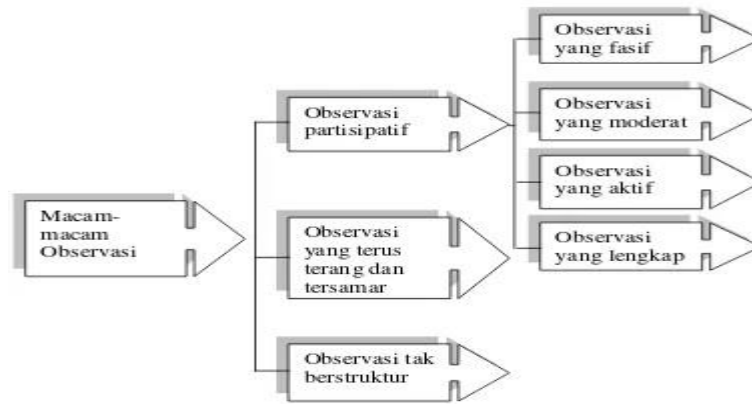 Macam-
macam
Observasi
Observasi
partisipatif
Observasi
yang terus
terang dan
tersamar
Observasi tak
berstruktur
Observasi
yang fasif
Observasi
yang moderat
Observasi
yang aktif
Observasi
yang lengkap